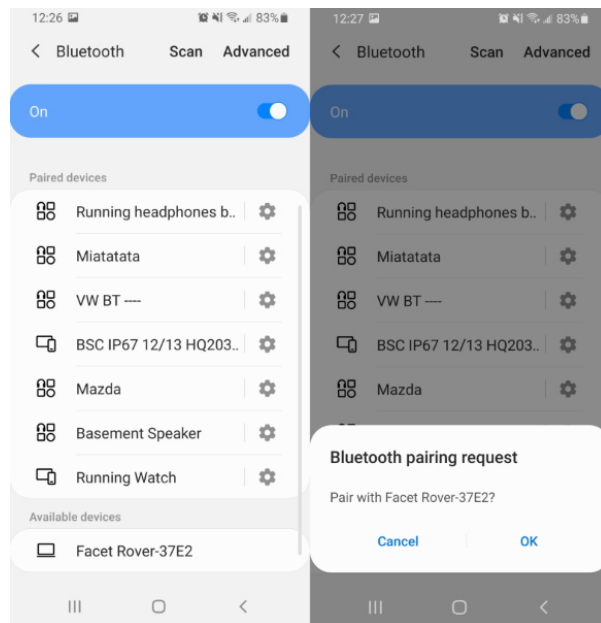 12:26 83%
Bluetooth Scan Advanced
On
Paired devices
Running headphones b..
Miatatata
VW BT ----
BSC IP67 12/13 HQ203..
Mazda
Basement Speaker
Running Watch
Available devices
Facet Rover-37E2
12:27 83%
Bluetooth Scan Advanced
On
Paired devices
Running headphones b..
Miatatata
VW BT ----
BSC IP67 12/13 HQ203..
Mazda
Bluetooth pairing request
Pair with Facet Rover-37E2?
Cancel OK